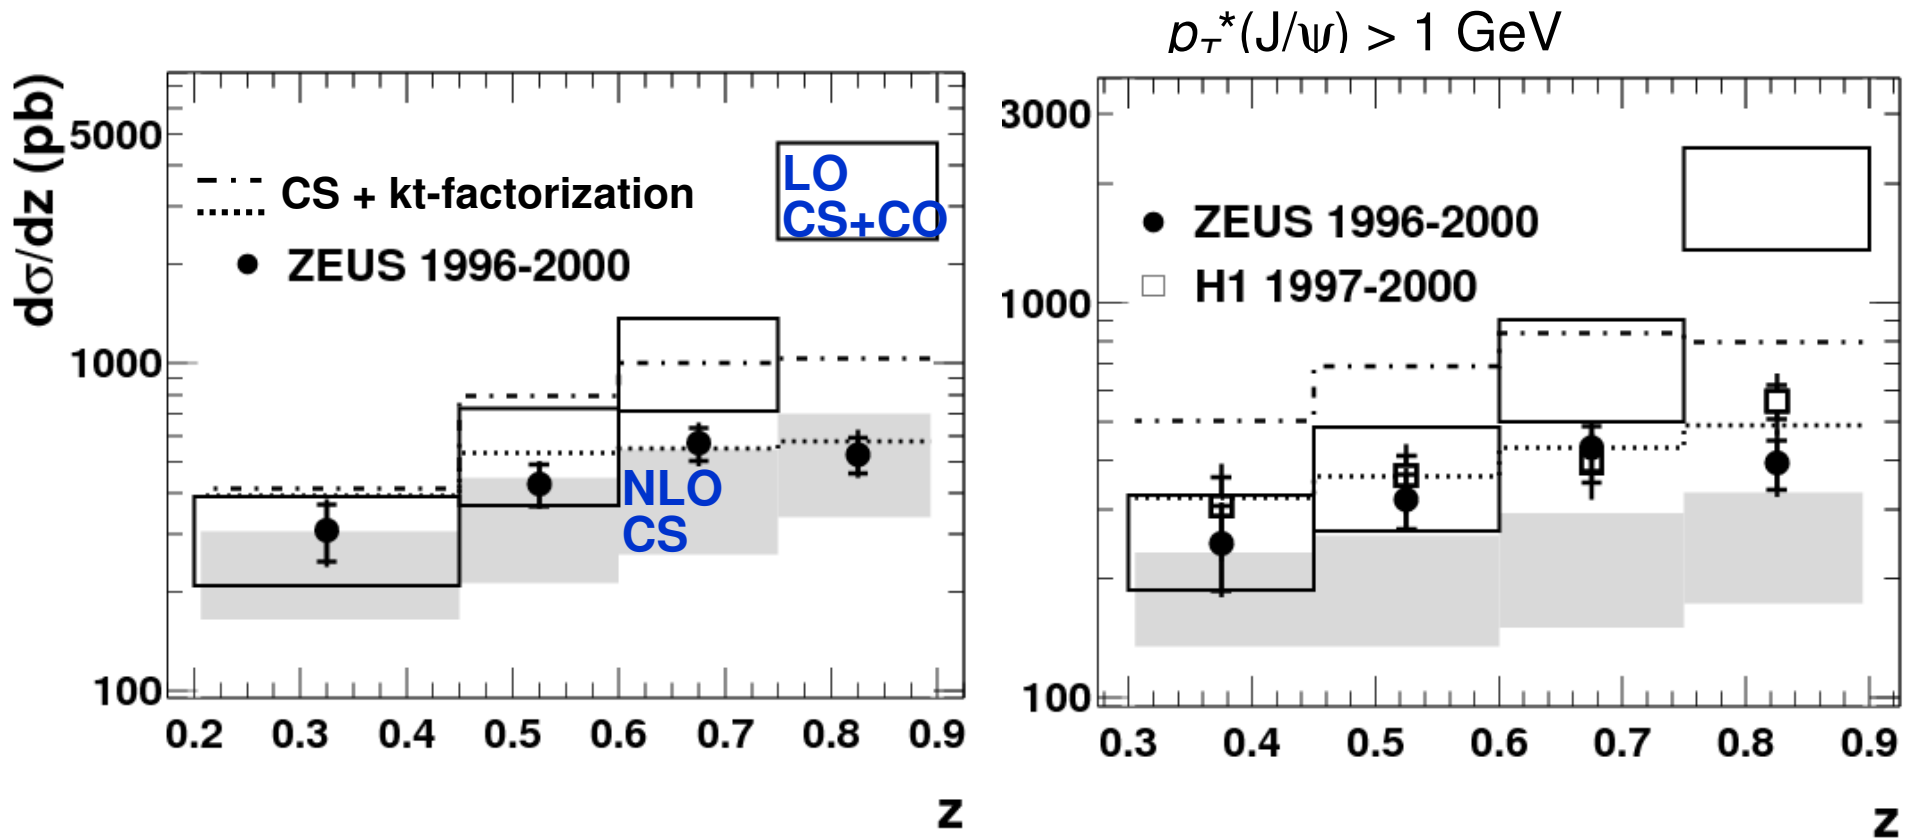 p_T*(J/ψ) > 1 GeV
dσ/dz (pb)
5000
1000
100
CS + kt-factorization
ZEUS 1996-2000
LO
CS+CO
NLO
CS
0.2 0.3 0.4 0.5 0.6 0.7 0.8 0.9
z
3000
1000
100
ZEUS 1996-2000
H1 1997-2000
0.3 0.4 0.5 0.6 0.7 0.8 0.9
z